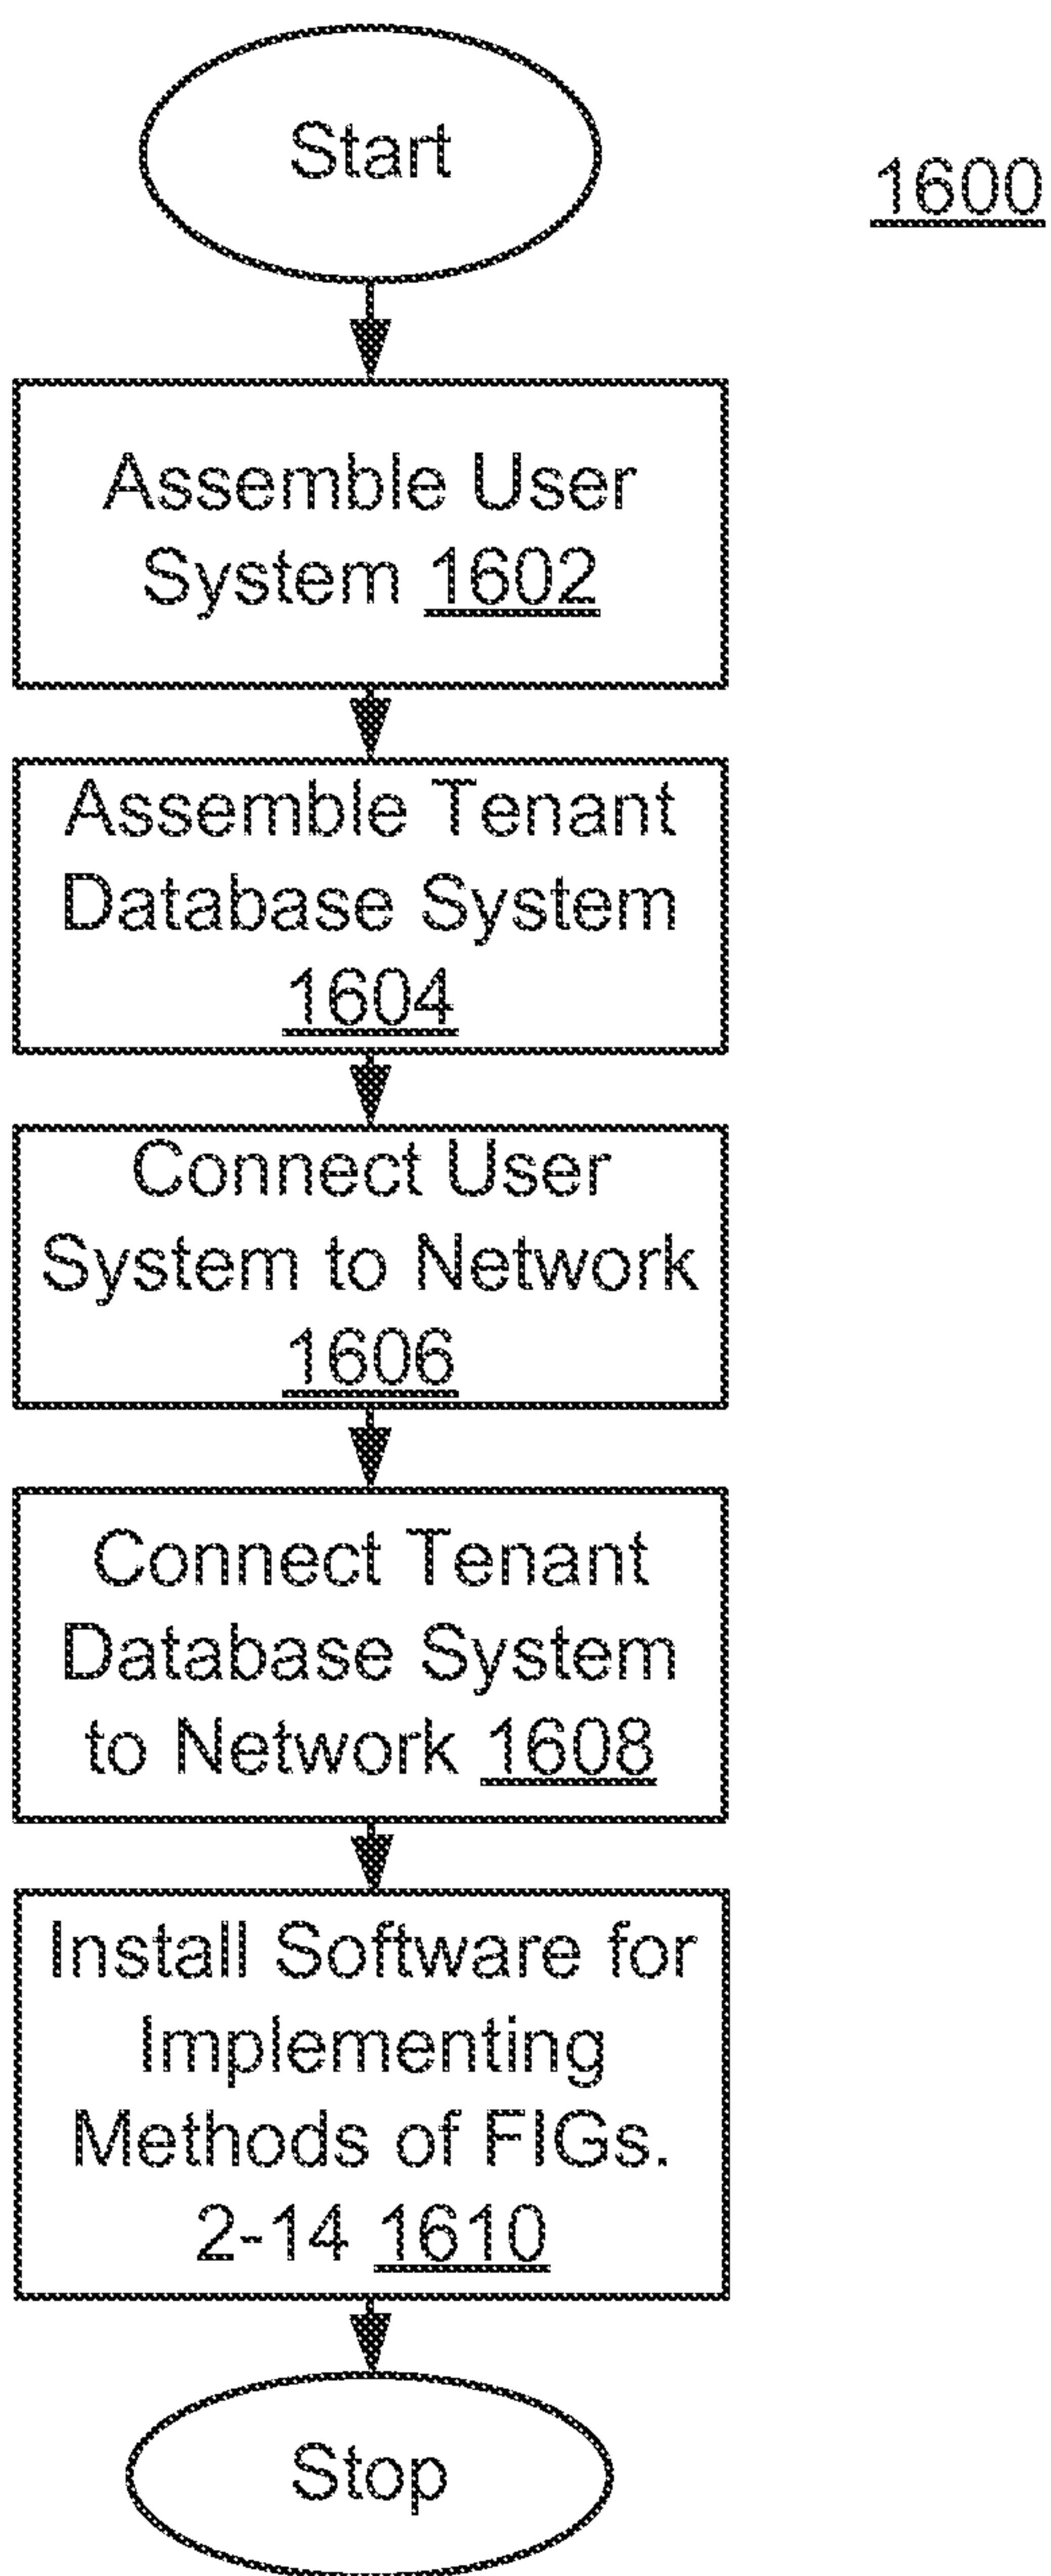 Start
1600
Assemble User
System 1602
Assemble Tenant
Database System
1604
Connect User
System to Network
1606
Connect Tenant
Database System
to Network 1608
Install Software for
Implementing
Methods of FIGs.
2-14 1610
Stop